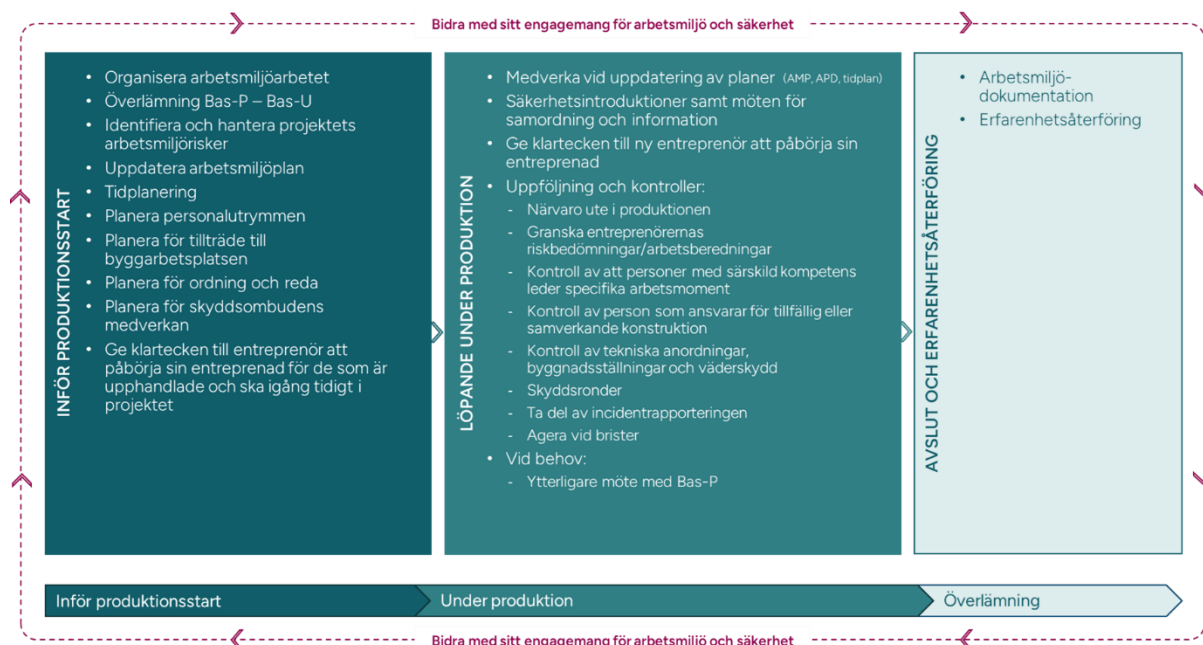 Bidra med sitt engagemang för arbetsmiljö och säkerhet
INFÖR PRODUKTIONSSTART
• Organisera arbetsmiljöarbetet
• Överlämning Bas-P – Bas-U
• Identifiera och hantera projektets
arbetsmiljörisker
• Uppdatera arbetsmiljöplan
• Tidplanering
• Planera personalutrymmen
• Planera för tillträde till
byggarbetsplatsen
• Planera för ordning och reda
• Planera för skyddsombudens
medverkan
• Ge klartecken till entreprenör att
påbörja sin entreprenad för de som är
upphandlade och ska igång tidigt i
projektet
LÖPANDE UNDER PRODUKTION
• Medverka vid uppdatering av planer (AMP, APD, tidplan)
• Säkerhetsintroduktioner samt möten för
samordning och information
• Ge klartecken till ny entreprenör att påbörja sin
entreprenad
• Uppföljning och kontroller:
- Närvaro ute i produktionen
- Granska entreprenörernas
riskbedömningar/arbetsberedningar
- Kontroll av att personer med särskild kompetens
leder specifika arbetsmoment
- Kontroll av person som ansvarar för tillfällig eller
samverkande konstruktion
- Kontroll av tekniska anordningar,
byggnadsställningar och väderskydd
- Skyddsronder
- Ta del av incidentrapporteringen
- Agera vid brister
• Vid behov:
- Ytterligare möte med Bas-P
AVSLUT OCH ERFARENHETSÅTERFÖRING
• Arbetsmiljö-
dokumentation
• Erfarenhetsåterföring
Inför produktionsstart
Under produktion
Överlämning
Bidra med sitt engagemang för arbetsmiljö och säkerhet